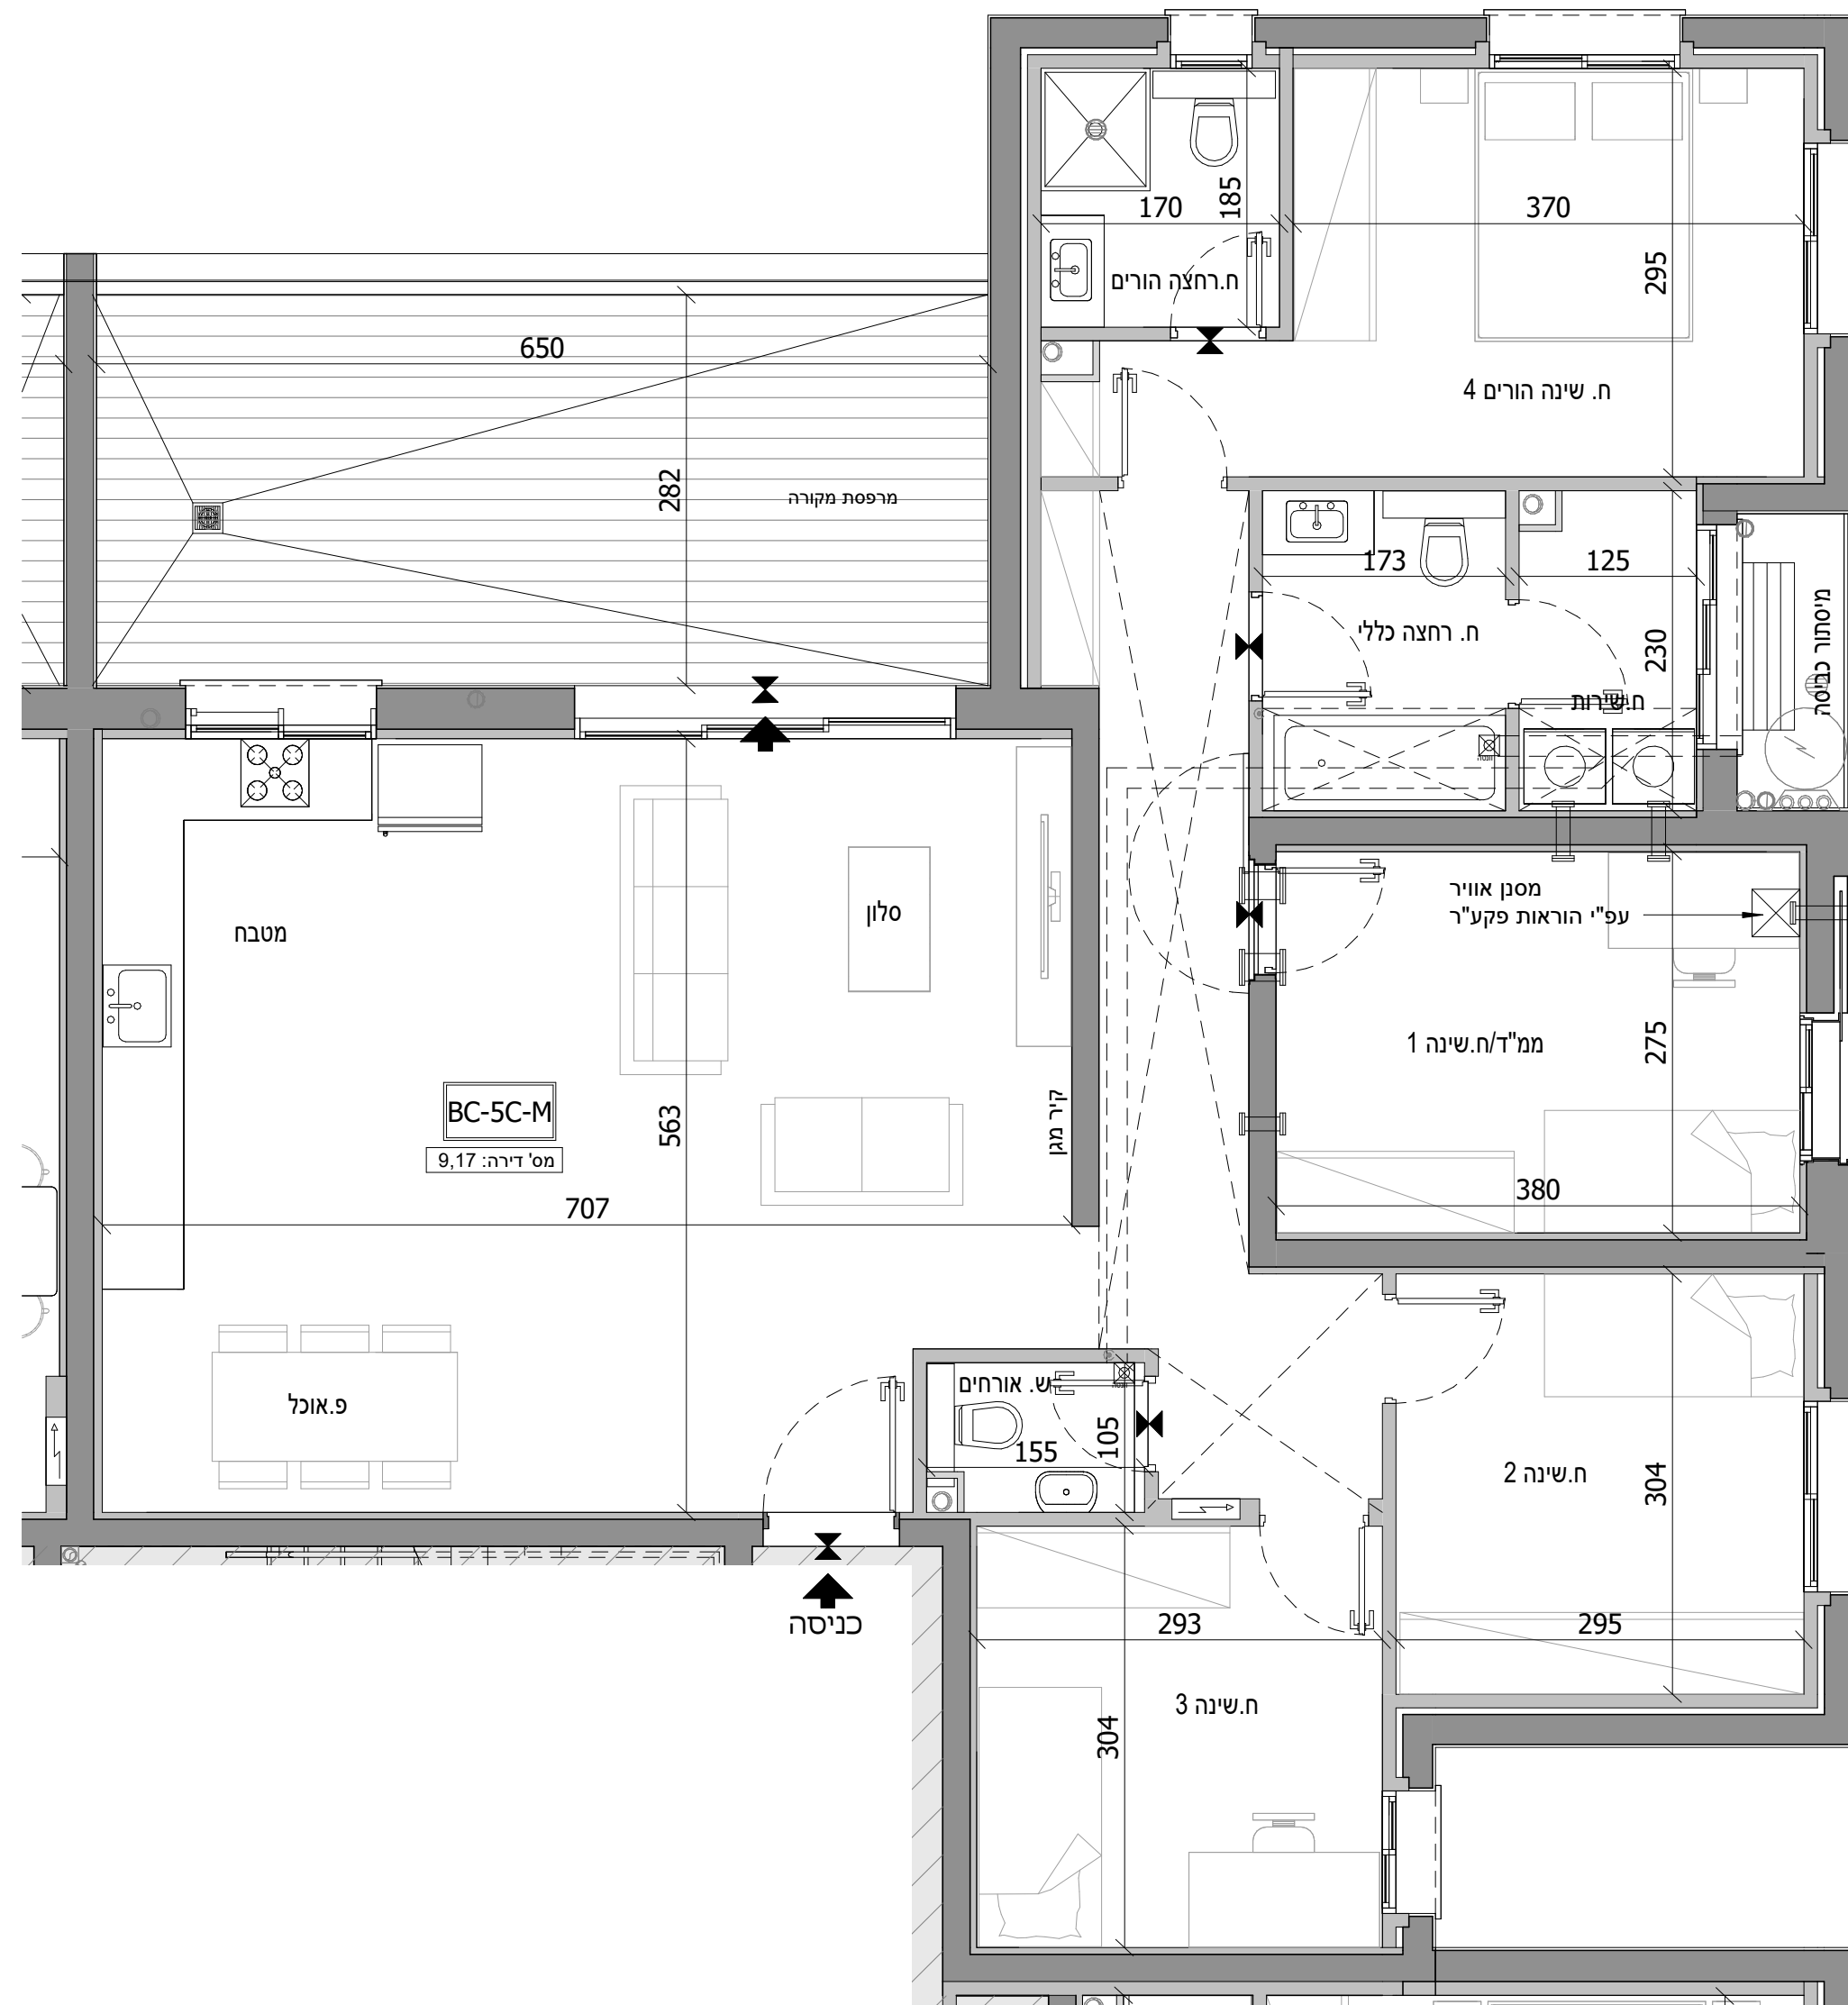 170
185
370
295
ח.רחצה הורים
ח. שינה הורים 4
650
282
מרפסת מקורה
173
125
230
ח. רחצה כללי
ח.שירות
מיסתור כביסה
מטבח
סלון
מסנן אוויר
עפ"י הוראות פקע"ר
ממ"ד/ח.שינה 1
275
380
קיר מגן
BC-5C-M
מס' דירה: 9,17
563
707
פ.אוכל
ש. אורחים
155
105
ח.שינה 2
304
295
כניסה
293
ח.שינה 3
304